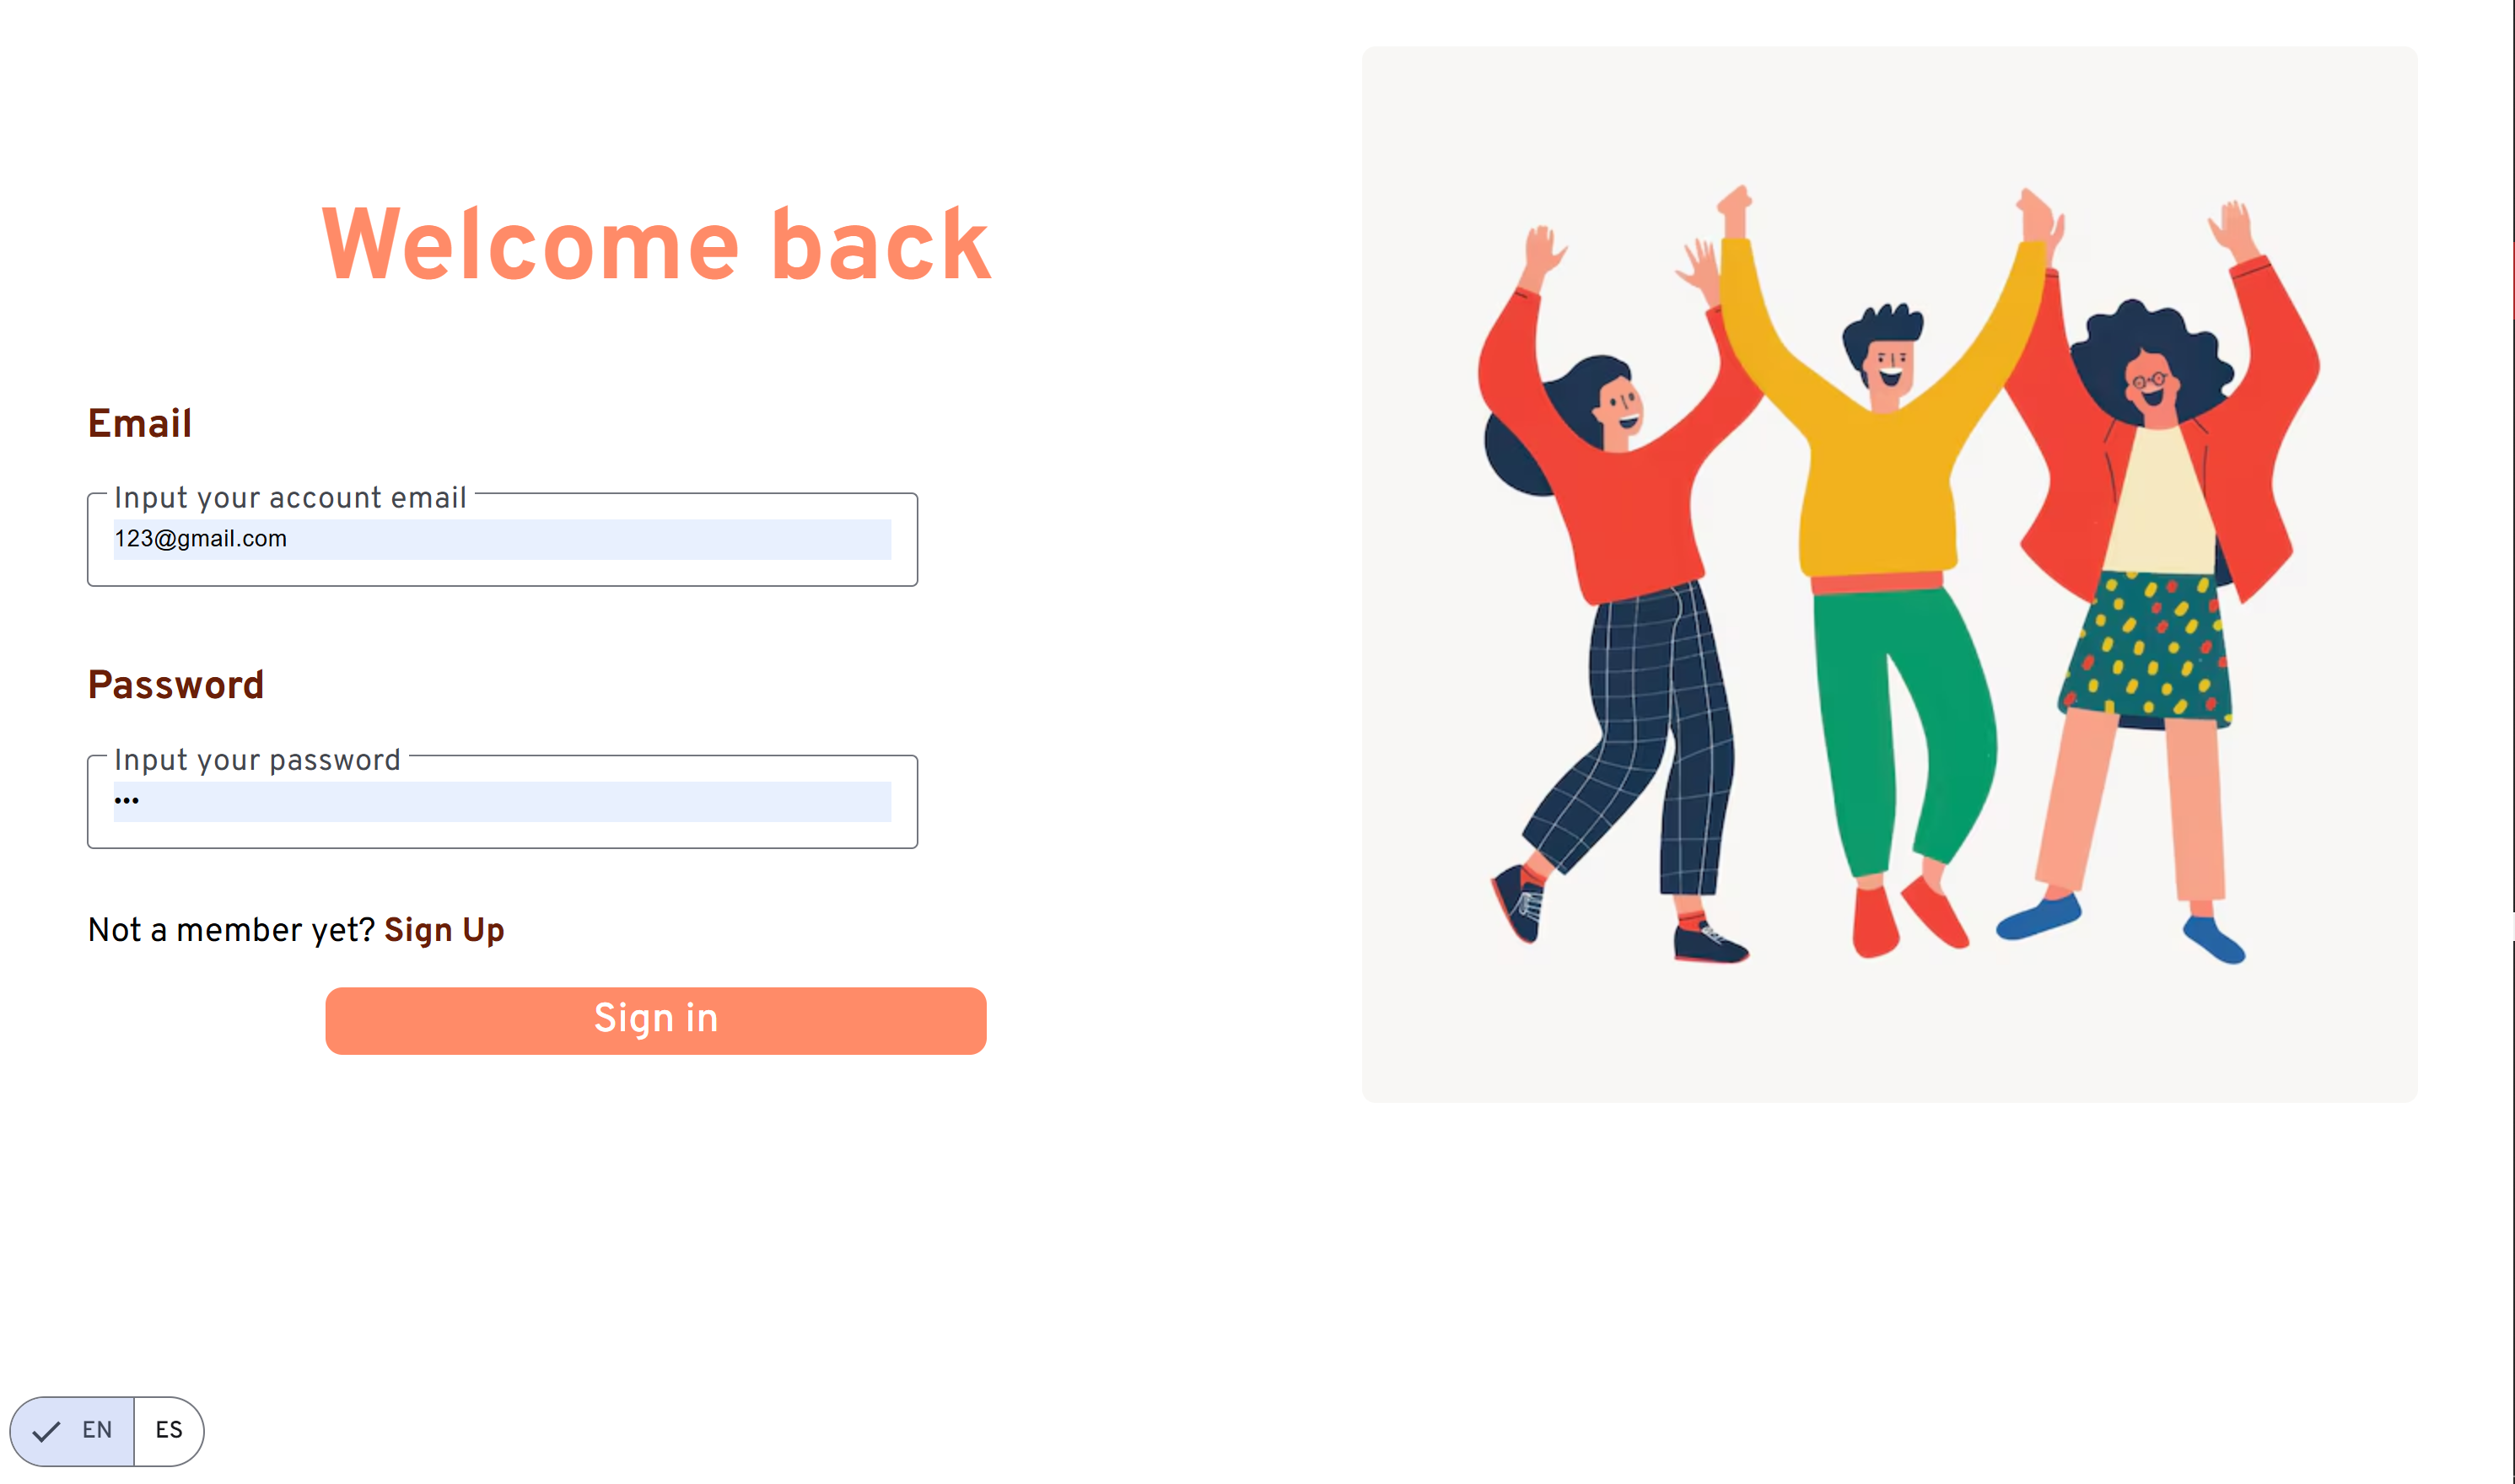 Welcome back
Email
Input your account email
123@gmail.com
Password
Input your password
•••
Not a member yet? Sign Up
Sign in
EN ES